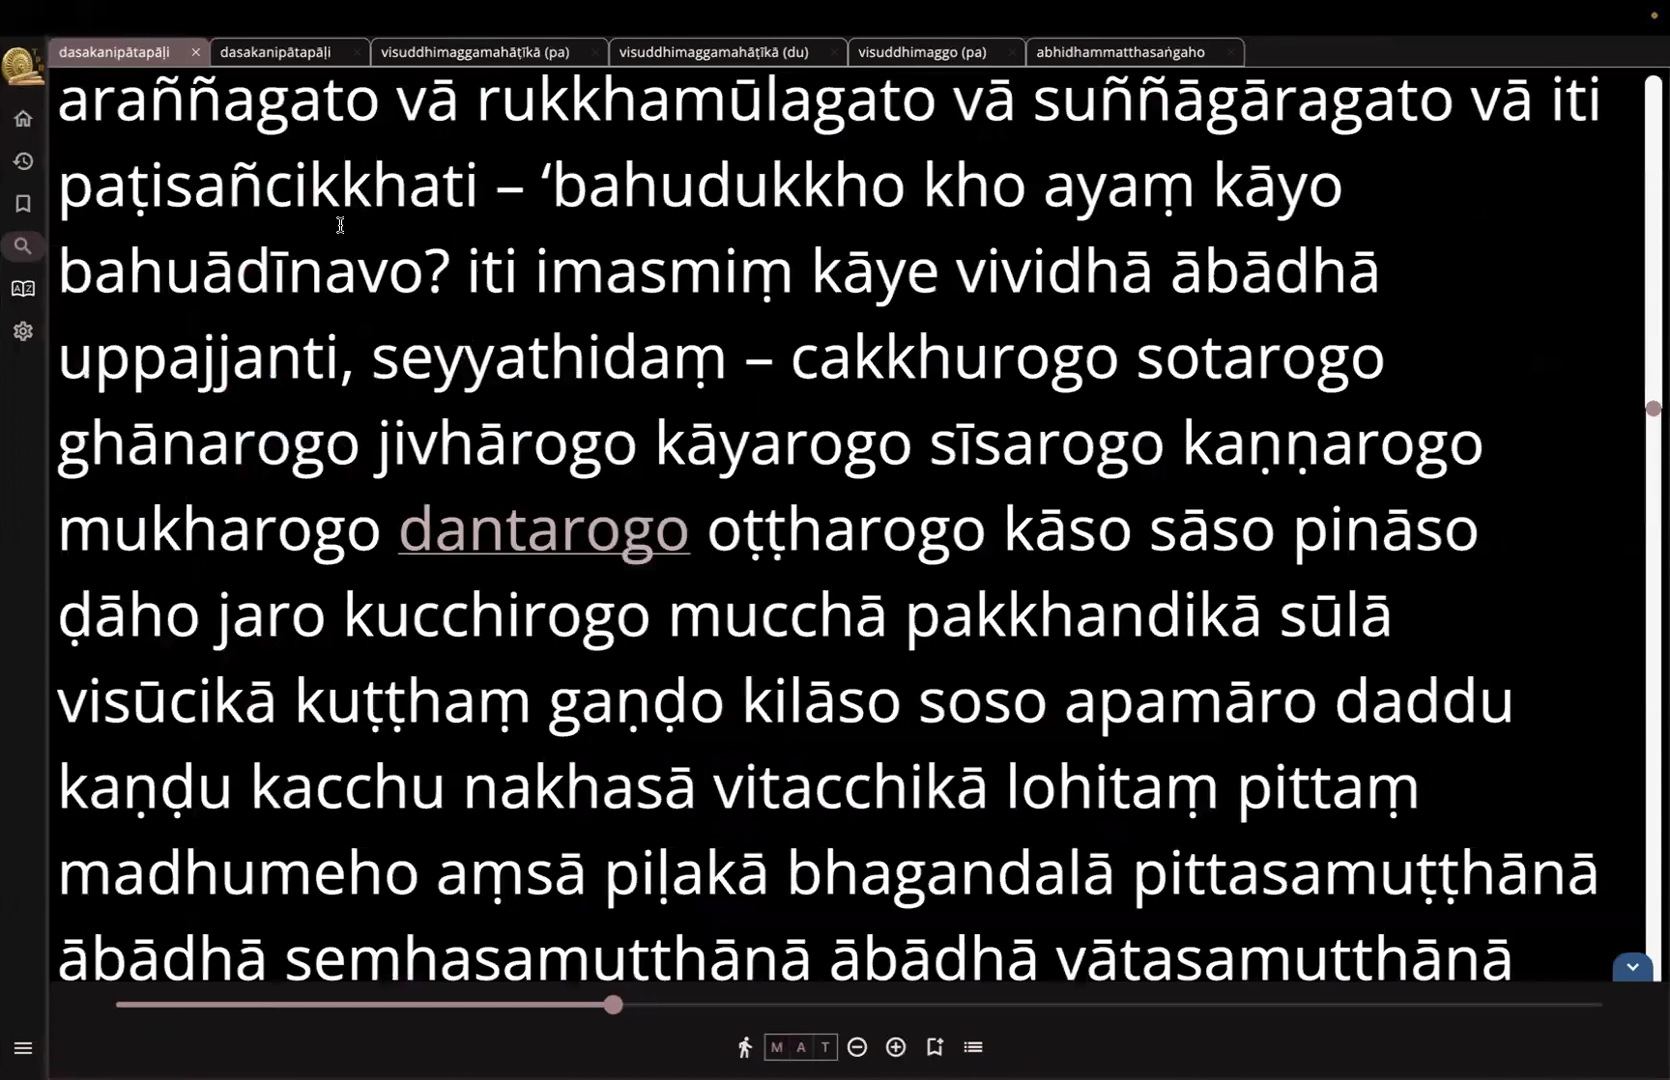 dasakanipātapāḷi × dasakanipātapāḷi × visuddhimaggamahāṭīkā (pa) × visuddhimaggamahāṭīkā (du) × visuddhimaggo (pa) × abhidhammatthasaṅgaho ×
araññagato vā rukkhamūlagato vā suññāgāragato vā iti
paṭisañcikkhati – ‘bahudukkho kho ayaṃ kāyo
bahuādīnavo? iti imasmiṃ kāye vividhā ābādhā
uppajjanti, seyyathidaṃ – cakkhurogo sotarogo
ghānarogo jivhārogo kāyarogo sīsarogo kaṇṇarogo
mukharogo dantarogo oṭṭharogo kāso sāso pināso
ḍāho jaro kucchirogo mucchā pakkhandikā sūlā
visūcikā kuṭṭhaṃ gaṇḍo kilāso soso apamāro daddu
kaṇḍu kacchu nakhasā vitacchikā lohitaṃ pittaṃ
madhumeho aṃsā piḷakā bhagandalā pittasamuṭṭhānā
ābādhā semhasamuṭṭhānā ābādhā vātasamuṭṭhānā
M A T